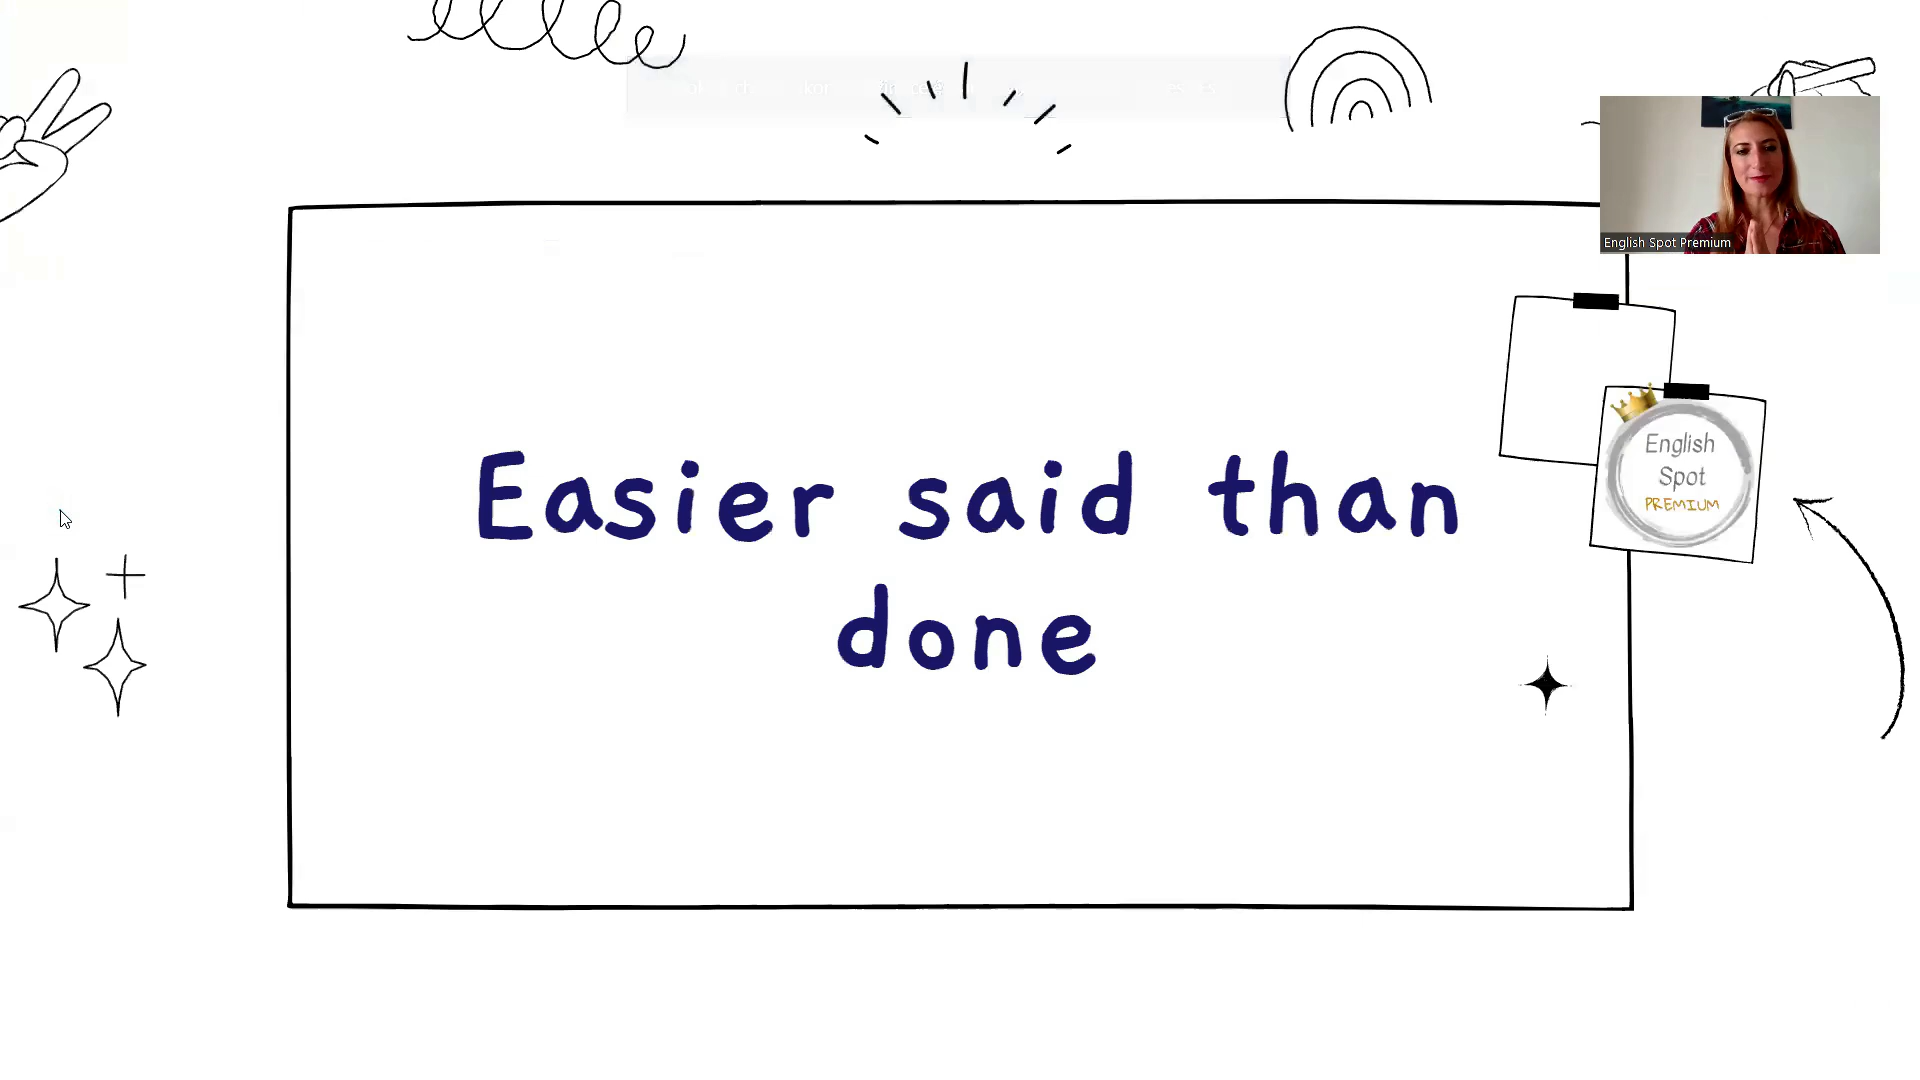 English Spot Premium
English
Spot
PREMIUM
Easier said than
done